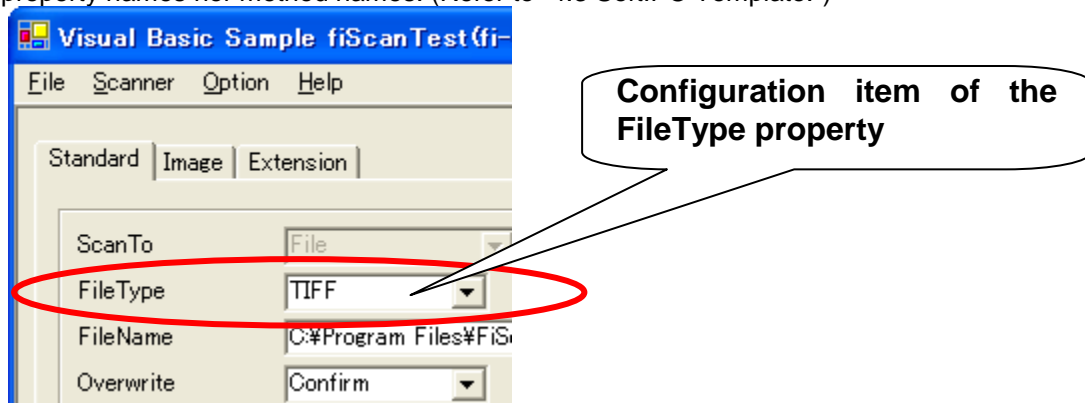 Visual Basic Sample fiScanTest(fi-
File Scanner Option Help
Configuration item of the
FileType property
Standard Image Extension
ScanTo File
FileType TIFF
FileName C:¥Program Files¥FiS
Overwrite Confirm